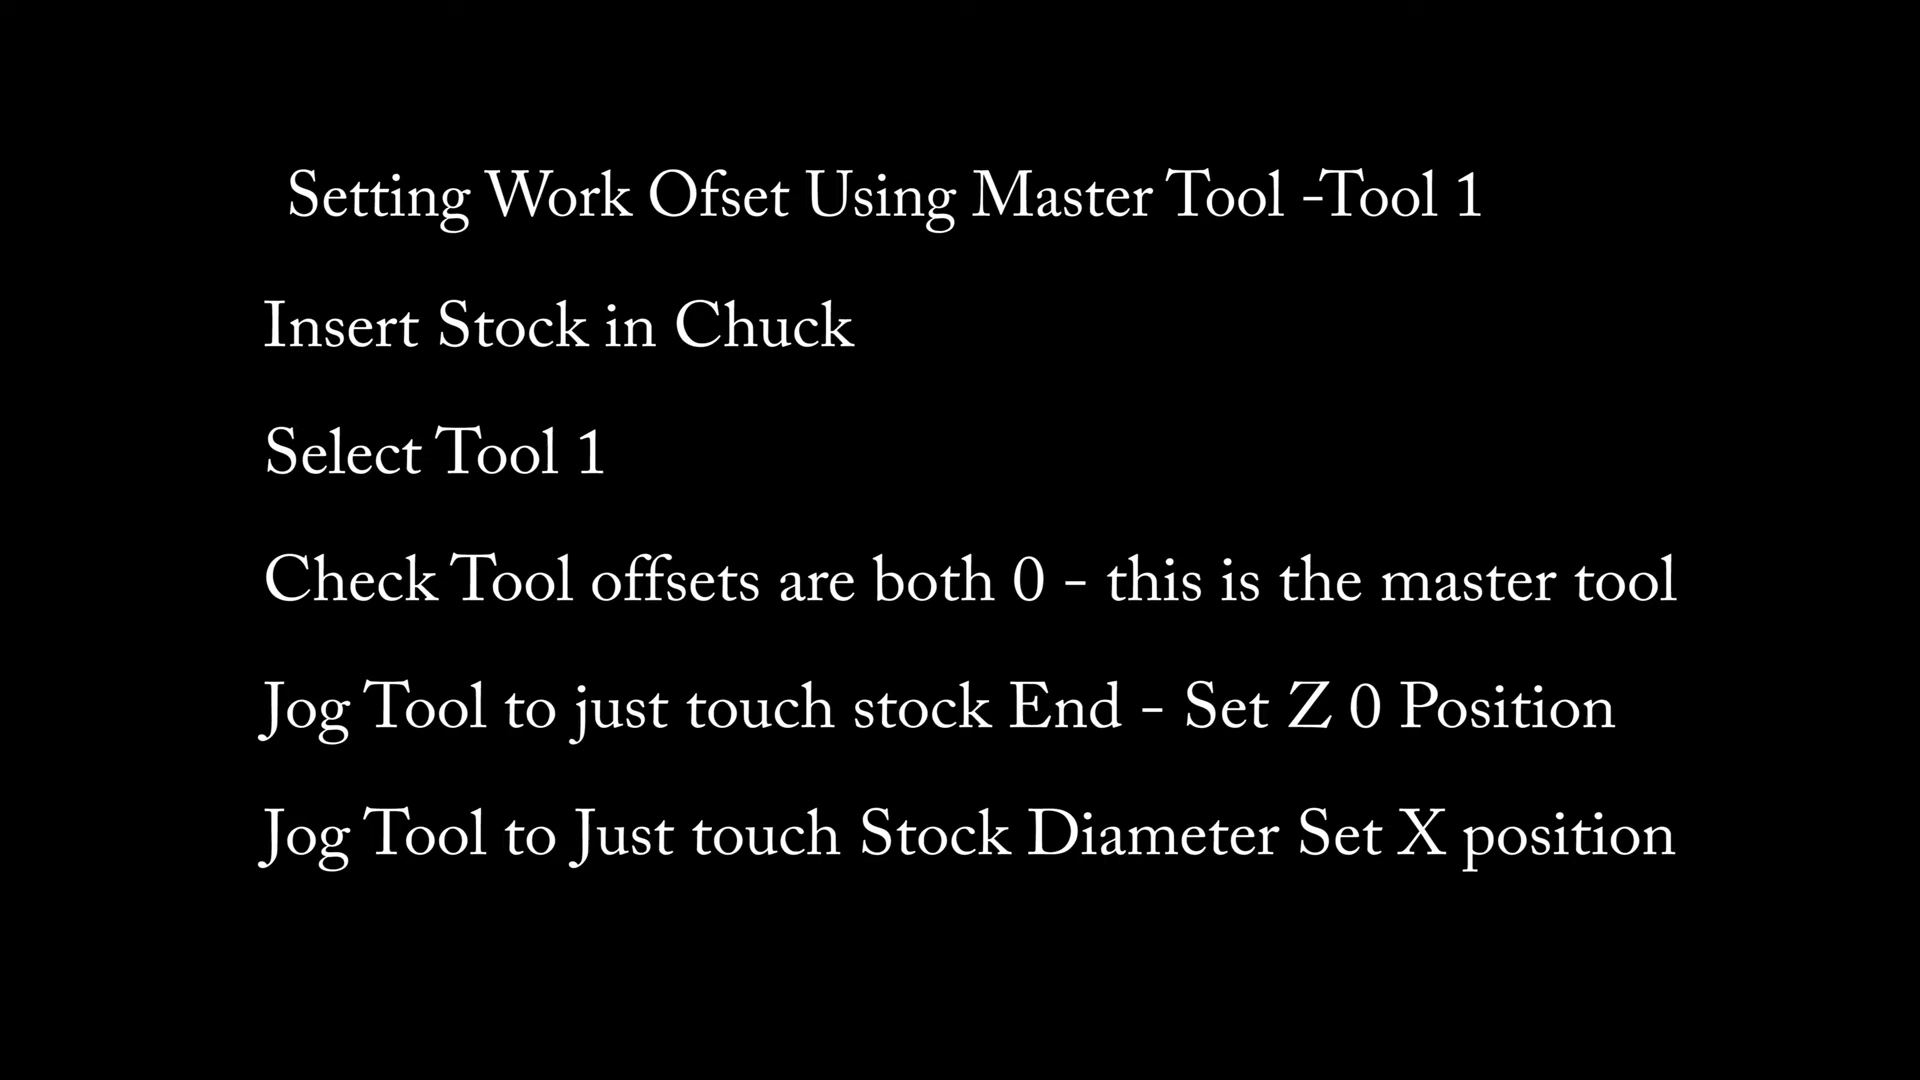 Setting Work Ofset Using Master Tool -Tool 1
Insert Stock in Chuck
Select Tool 1
Check Tool offsets are both 0 - this is the master tool
Jog Tool to just touch stock End - Set Z 0 Position
Jog Tool to Just touch Stock Diameter Set X position